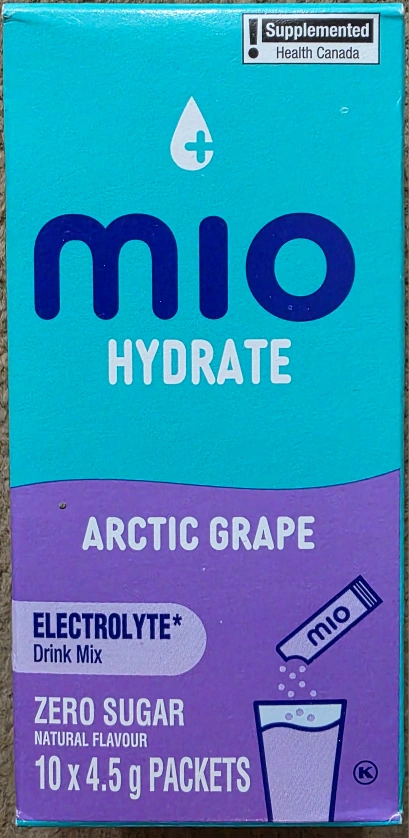 ! Supplemented
Health Canada
mio
HYDRATE
ARCTIC GRAPE
mio
ELECTROLYTE*
Drink Mix
ZERO SUGAR
NATURAL FLAVOUR
10 x 4.5 g PACKETS
K